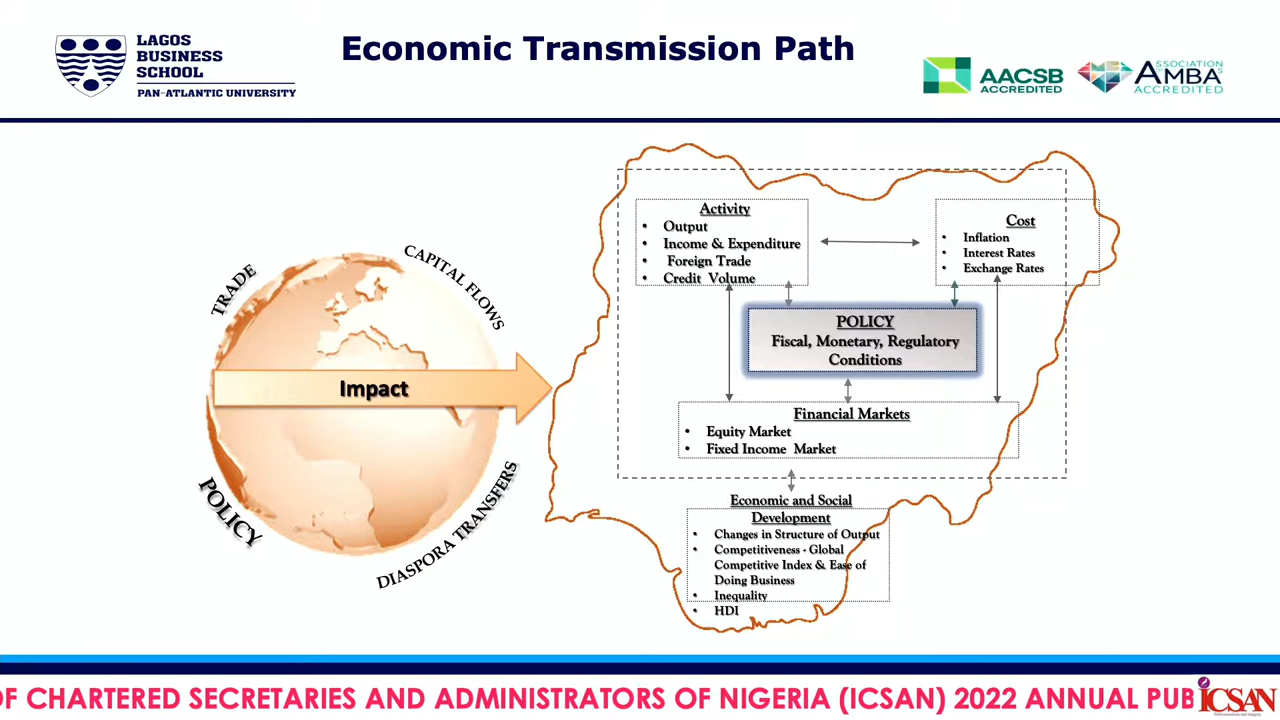 LAGOS
BUSINESS
SCHOOL
PAN-ATLANTIC UNIVERSITY
Economic Transmission Path
AACSB
ACCREDITED
ASSOCIATION
AMBAs
ACCREDITED
TRADE
CAPITAL FLOWS
Impact
POLICY
DIASPORA TRANSFERS
Activity
• Output
• Income & Expenditure
• Foreign Trade
• Credit Volume
Cost
• Inflation
• Interest Rates
• Exchange Rates
POLICY
Fiscal, Monetary, Regulatory
Conditions
Financial Markets
• Equity Market
• Fixed Income Market
Economic and Social
Development
• Changes in Structure of Output
• Competitiveness - Global
Competitive Index & Ease of
Doing Business
• Inequality
• HDI
OF CHARTERED SECRETARIES AND ADMINISTRATORS OF NIGERIA (ICSAN) 2022 ANNUAL PUB
ICSAN